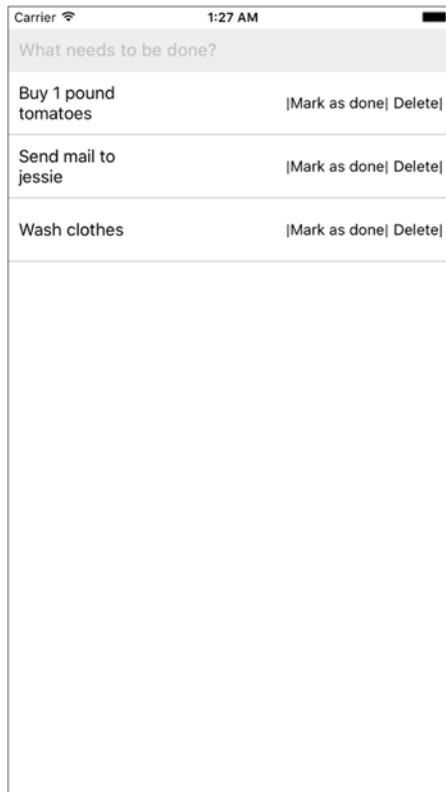 Carrier 1:27 AM
What needs to be done?
Buy 1 pound
tomatoes
|Mark as done| Delete|
Send mail to
jessie
|Mark as done| Delete|
Wash clothes |Mark as done| Delete|